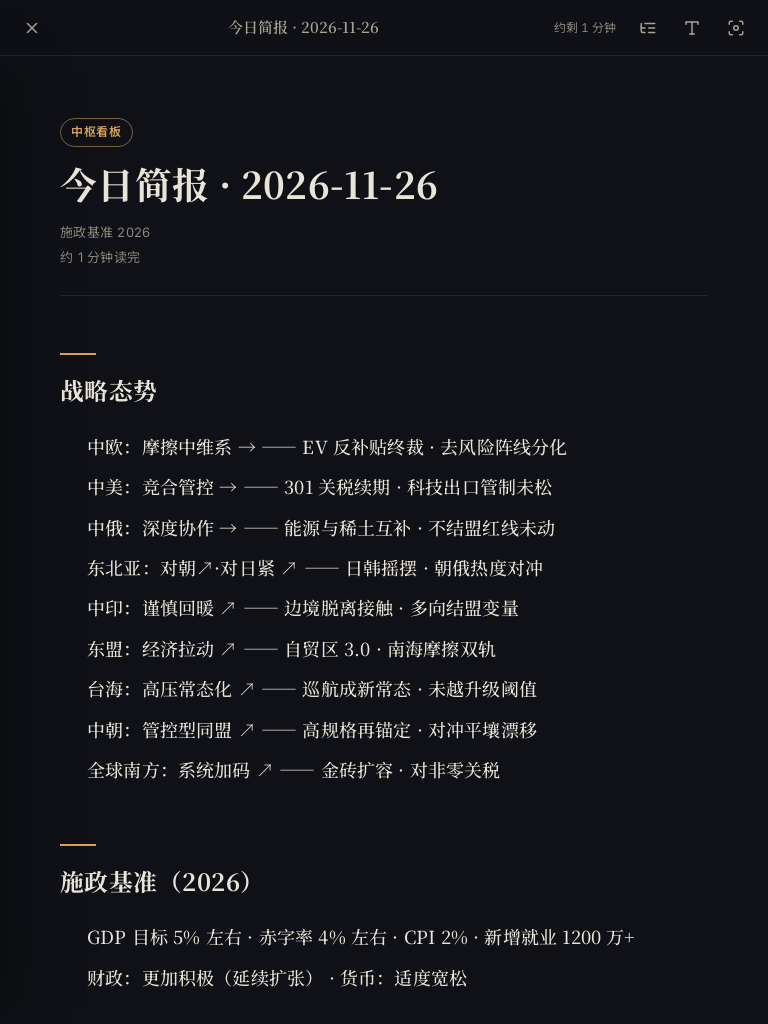 今日简报 · 2026-11-26
约剩 1 分钟
中枢看板
今日简报 · 2026-11-26
施政基准 2026
约 1 分钟读完
战略态势
中欧：摩擦中维系 → —— EV 反补贴终裁 · 去风险阵线分化
中美：竞合管控 → —— 301 关税续期 · 科技出口管制未松
中俄：深度协作 → —— 能源与稀土互补 · 不结盟红线未动
东北亚：对朝↗·对日紧 ↗ —— 日韩摇摆 · 朝俄热度对冲
中印：谨慎回暖 ↗ —— 边境脱离接触 · 多向结盟变量
东盟：经济拉动 ↗ —— 自贸区 3.0 · 南海摩擦双轨
台海：高压常态化 ↗ —— 巡航成新常态 · 未越升级阈值
中朝：管控型同盟 ↗ —— 高规格再锚定 · 对冲平壤漂移
全球南方：系统加码 ↗ —— 金砖扩容 · 对非零关税
施政基准（2026）
GDP 目标 5% 左右 · 赤字率 4% 左右 · CPI 2% · 新增就业 1200 万+
财政：更加积极（延续扩张） · 货币：适度宽松